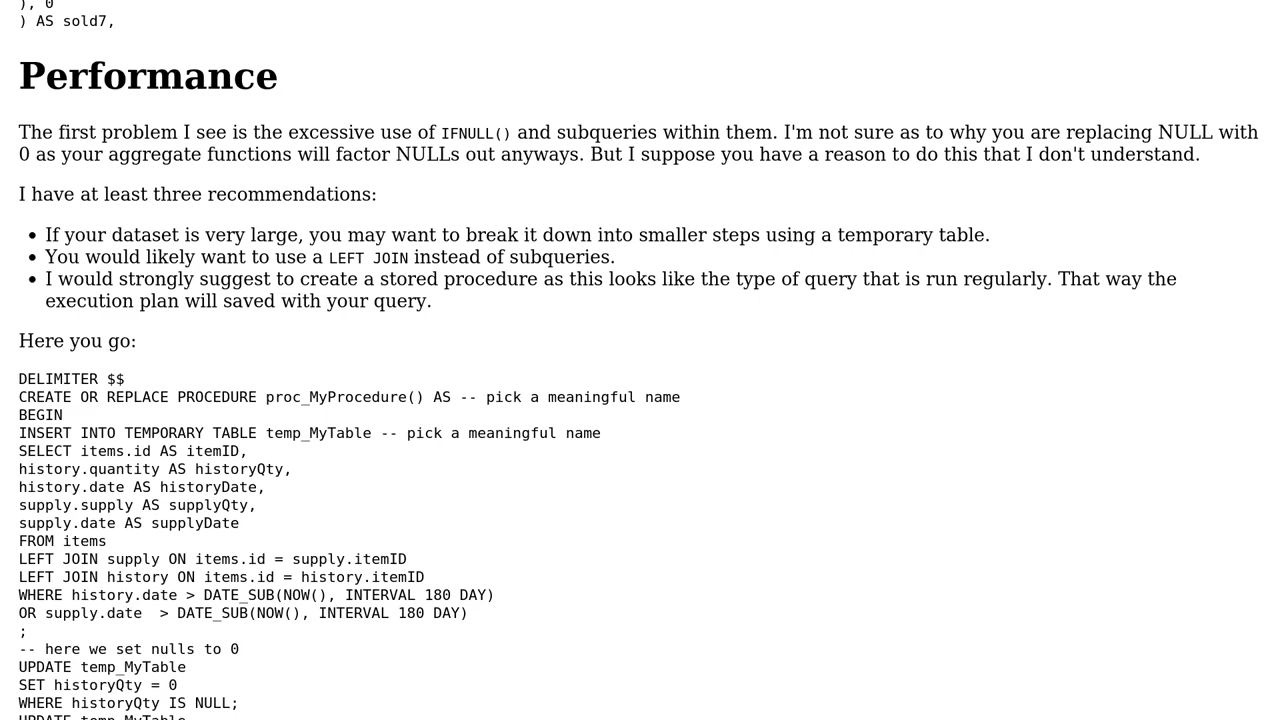 ), 0
) AS sold7,
Performance
The first problem I see is the excessive use of IFNULL() and subqueries within them. I'm not sure as to why you are replacing NULL with
0 as your aggregate functions will factor NULLs out anyways. But I suppose you have a reason to do this that I don't understand.
I have at least three recommendations:
• If your dataset is very large, you may want to break it down into smaller steps using a temporary table.
• You would likely want to use a LEFT JOIN instead of subqueries.
• I would strongly suggest to create a stored procedure as this looks like the type of query that is run regularly. That way the
execution plan will saved with your query.
Here you go:
DELIMITER $$
CREATE OR REPLACE PROCEDURE proc_MyProcedure() AS -- pick a meaningful name
BEGIN
INSERT INTO TEMPORARY TABLE temp_MyTable -- pick a meaningful name
SELECT items.id AS itemID,
history.quantity AS historyQty,
history.date AS historyDate,
supply.supply AS supplyQty,
supply.date AS supplyDate
FROM items
LEFT JOIN supply ON items.id = supply.itemID
LEFT JOIN history ON items.id = history.itemID
WHERE history.date > DATE_SUB(NOW(), INTERVAL 180 DAY)
OR supply.date  > DATE_SUB(NOW(), INTERVAL 180 DAY)
;
-- here we set nulls to 0
UPDATE temp_MyTable
SET historyQty = 0
WHERE historyQty IS NULL;
UPDATE temp_MyTable